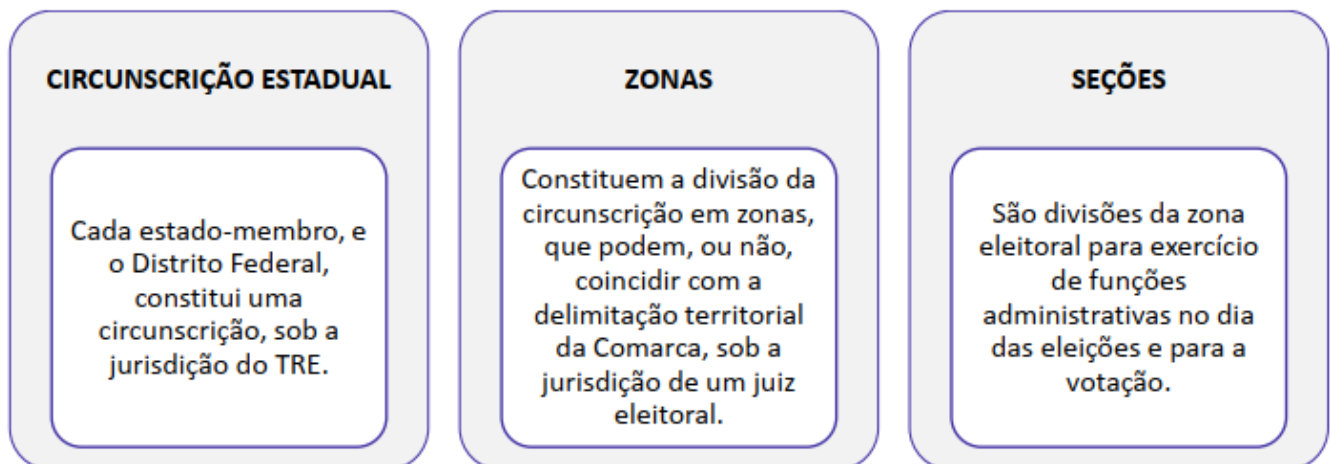 CIRCUNSCRIÇÃO ESTADUAL
Cada estado-membro, e
o Distrito Federal,
constitui uma
circunscrição, sob a
jurisdição do TRE.
ZONAS
Constituem a divisão da
circunscrição em zonas,
que podem, ou não,
coincidir com a
delimitação territorial
da Comarca, sob a
jurisdição de um juiz
eleitoral.
SEÇÕES
São divisões da zona
eleitoral para exercício
de funções
administrativas no dia
das eleições e para a
votação.